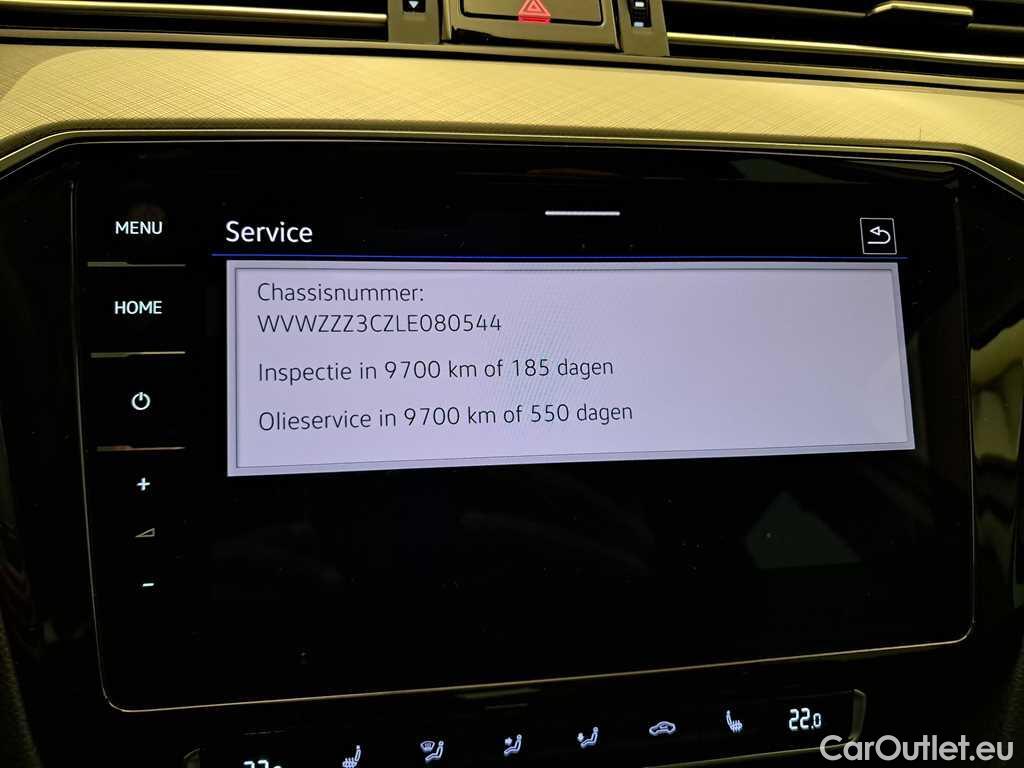 MENU
Service
HOME
Chassisnummer:
WVWZZZ3CZLE080544
Inspectie in 9700 km of 185 dagen
Olieservice in 9700 km of 550 dagen
+
-
22.0
CarOutlet.eu